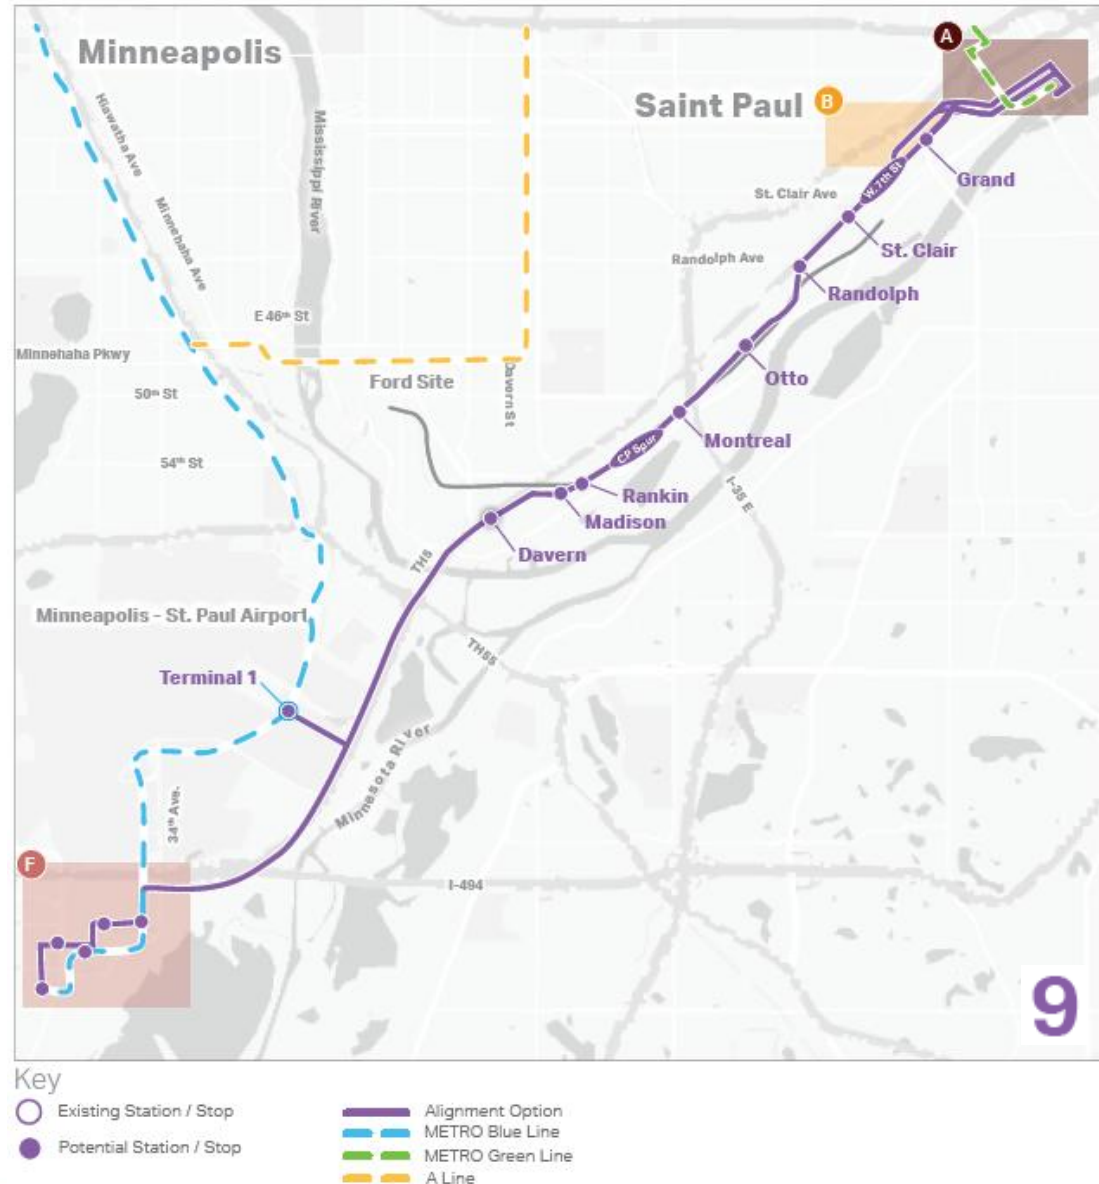 Minneapolis
A
Saint Paul
B
Hiawatha Ave
Mississippi River
W. 7th St
Grand
St. Clair Ave
Minnehaha Ave
St. Clair
Randolph Ave
Randolph
E 46th St
Minnehaha Pkwy
Otto
Ford Site
Davern St
50th St
Montreal
CP Spur
54th St
I-35 E
Rankin
Madison
Davern
TH5
Minneapolis - St. Paul Airport
TH55
Terminal 1
Minnesota River
34th Ave.
F
I-494
9
Key
Existing Station / Stop
Potential Station / Stop
Alignment Option
METRO Blue Line
METRO Green Line
A Line